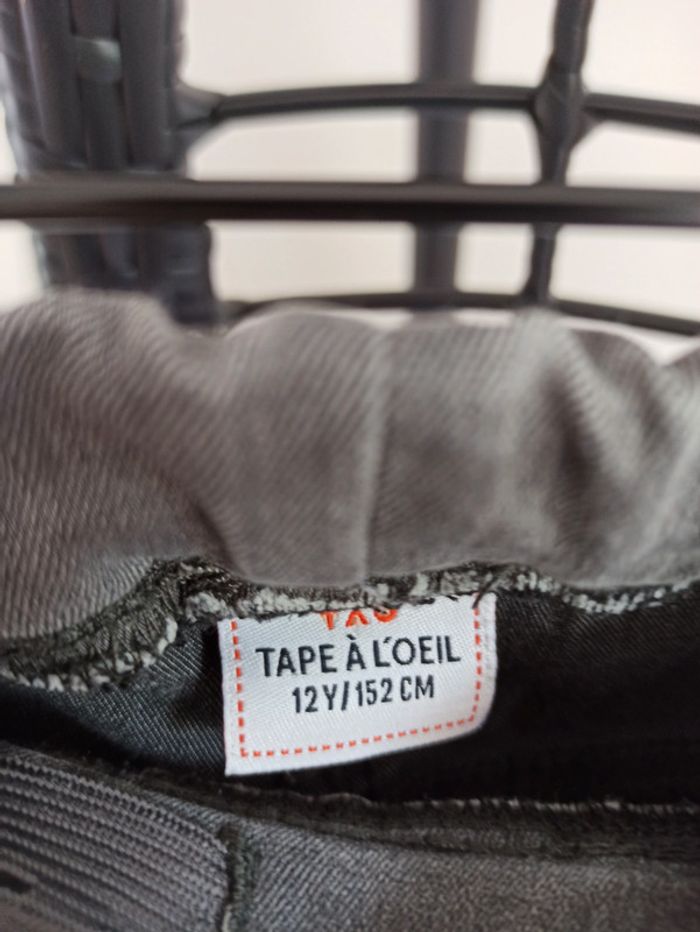 TAPE À L'OEIL
12Y/152 CM